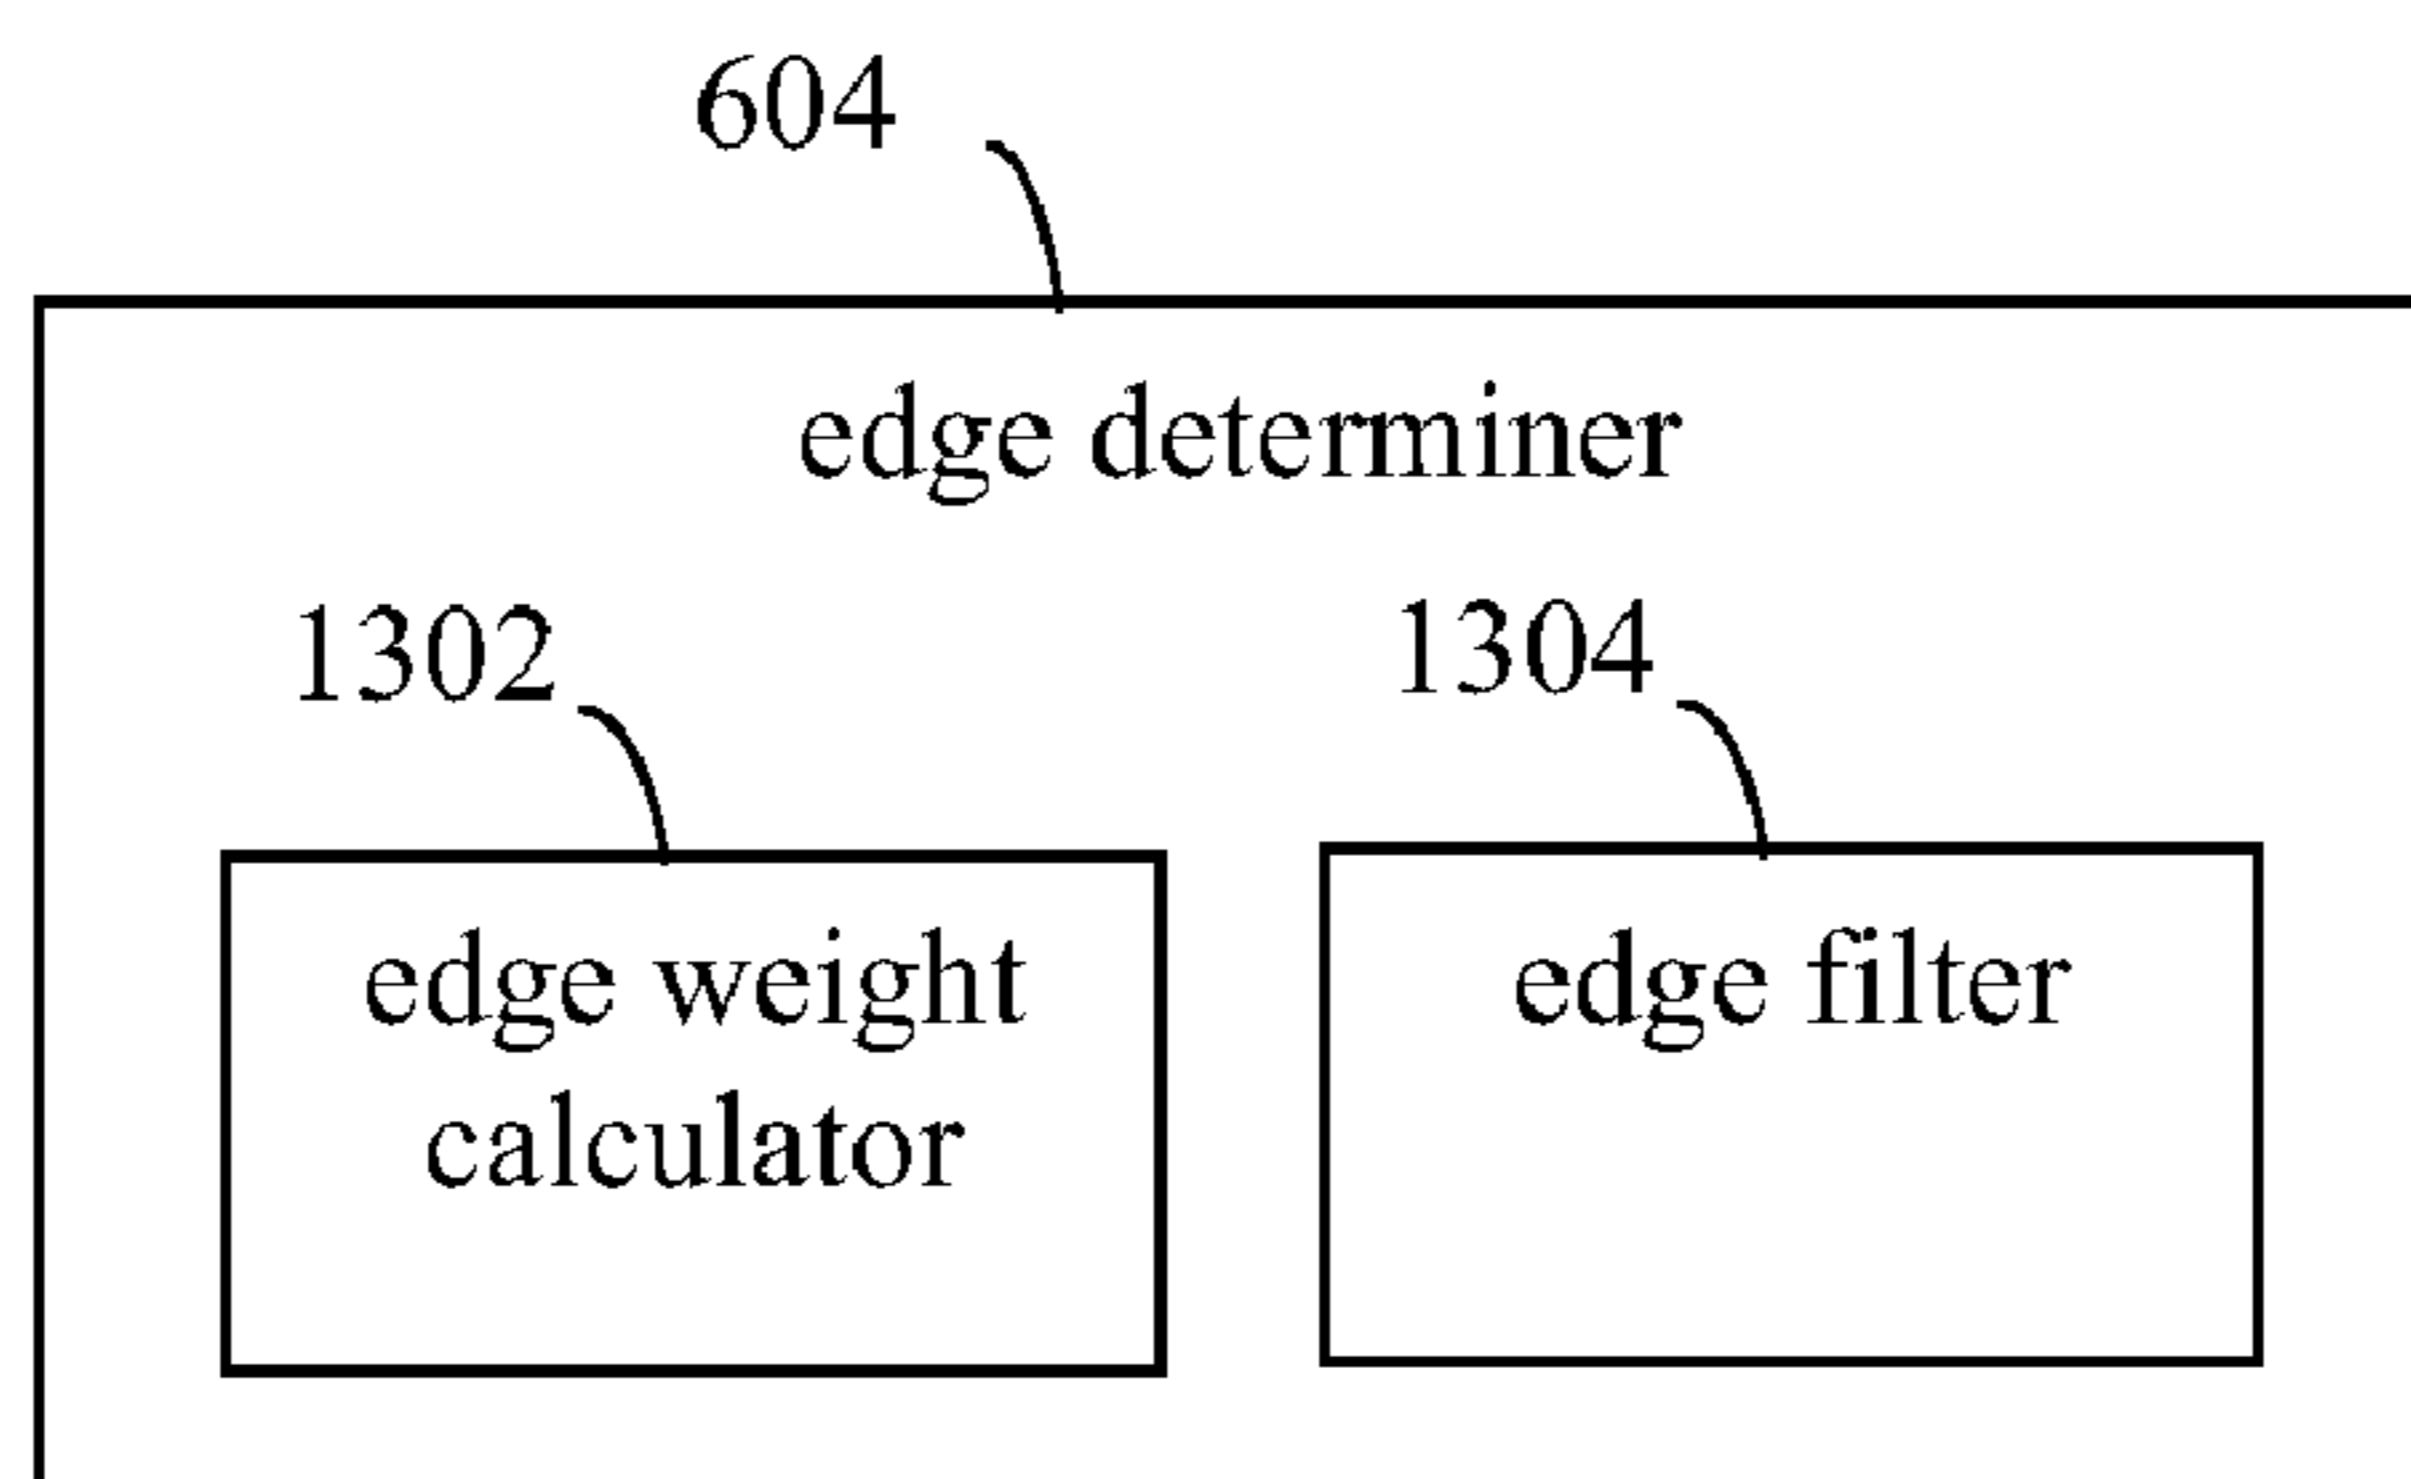 604
edge determiner
1302
1304
edge weight
calculator
edge filter